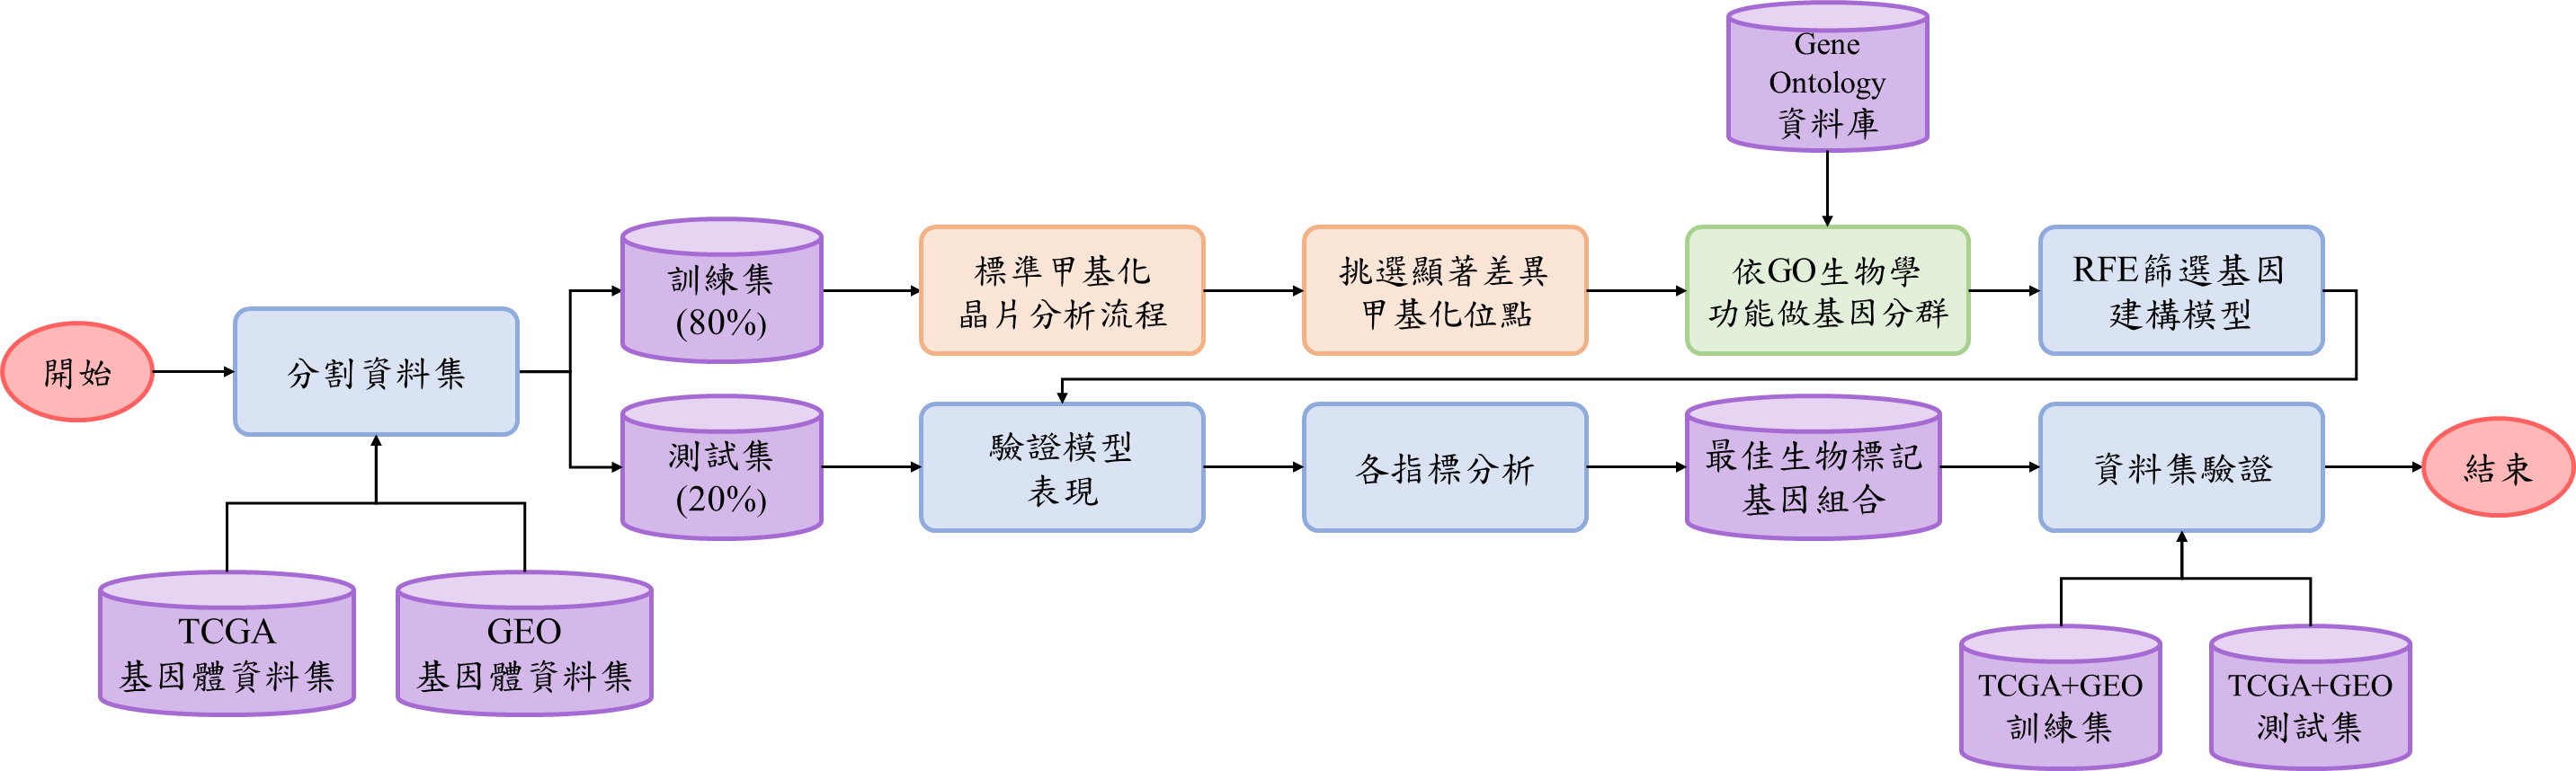 Gene
Ontology
資料庫
開始
分割資料集
TCGA
基因體資料集
GEO
基因體資料集
訓練集
(80%)
標準甲基化
晶片分析流程
挑選顯著差異
甲基化位點
依GO生物學
功能做基因分群
RFE篩選基因
建構模型
測試集
(20%)
驗證模型
表現
各指標分析
最佳生物標記
基因組合
資料集驗證
結束
TCGA+GEO
訓練集
TCGA+GEO
測試集